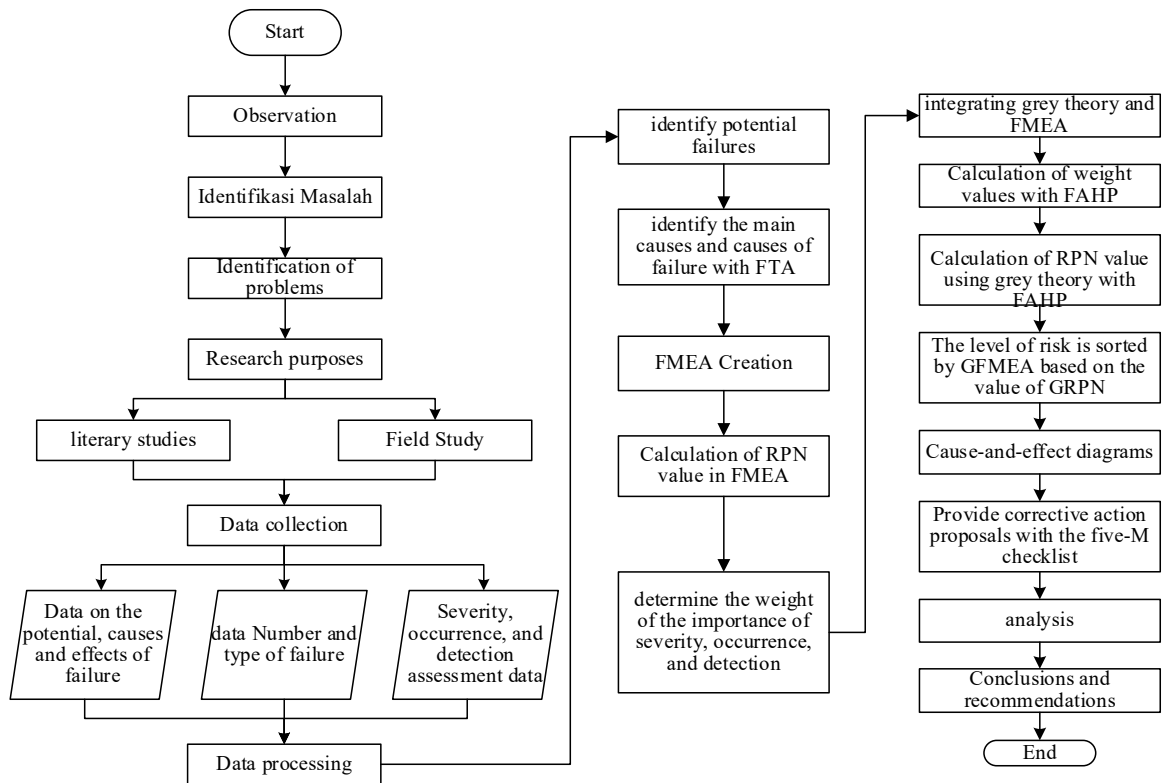 Start
Observation
Identifikasi Masalah
Identification of
problems
Research purposes
literary studies
Field Study
Data collection
Data on the
potential, causes
and effects of
failure
data Number and
type of failure
Severity,
occurrence, and
detection
assessment data
Data processing
identify potential
failures
identify the main
causes and causes of
failure with FTA
FMEA Creation
Calculation of RPN
value in FMEA
determine the weight
of the importance of
severity, occurrence,
and detection
integrating grey theory and
FMEA
Calculation of weight
values with FAHP
Calculation of RPN value
using grey theory with
FAHP
The level of risk is sorted
by GFMEA based on the
value of GRPN
Cause-and-effect diagrams
Provide corrective action
proposals with the five-M
checklist
analysis
Conclusions and
recommendations
End